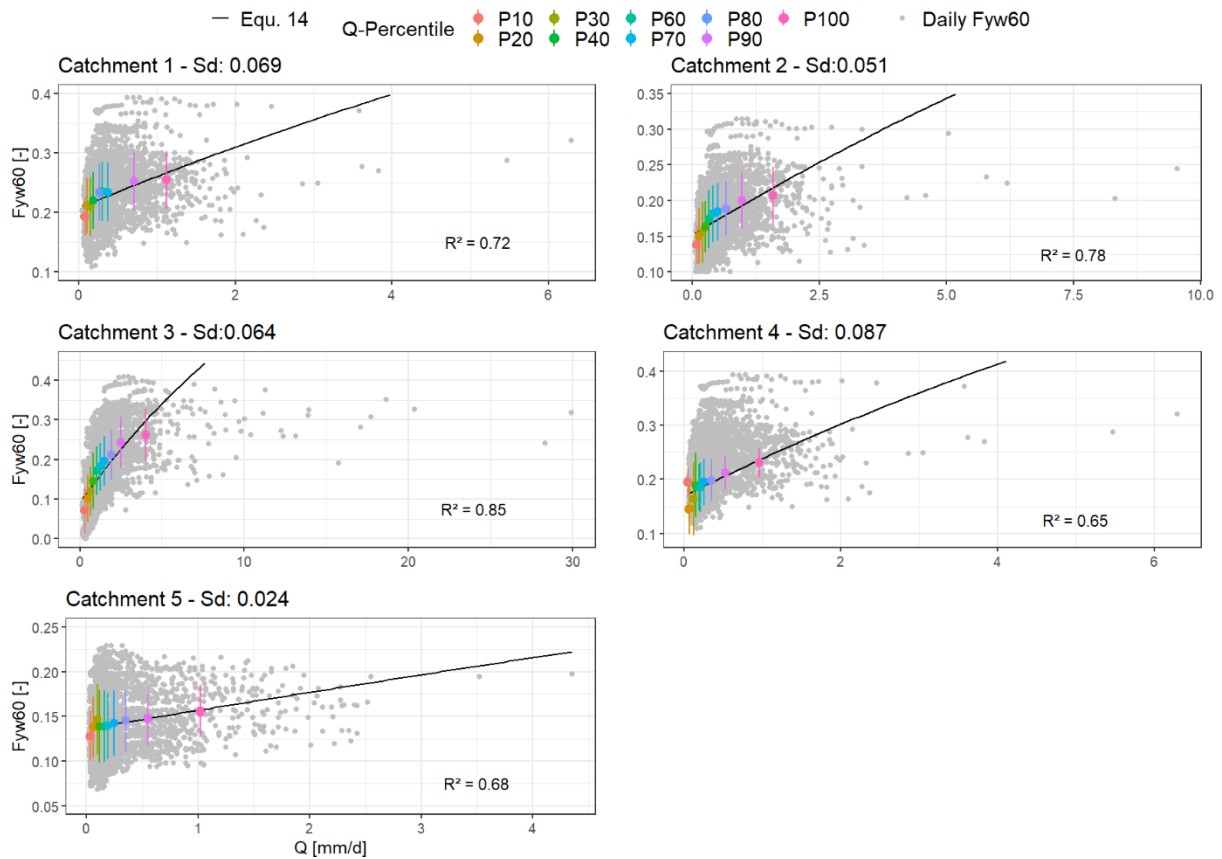 Equ. 14 Q-Percentile P10 P30 P60 P80 P100 Daily Fyw60
P20 P40 P70 P90
Catchment 1 - Sd: 0.069
Fyw60 [-]
0.4
0.3
0.2
0.1
R² = 0.72
0 2 4 6
Catchment 2 - Sd:0.051
0.35
0.30
0.25
0.20
0.15
0.10
R² = 0.78
0.0 2.5 5.0 7.5 10.0
Catchment 3 - Sd:0.064
Fyw60 [-]
0.4
0.3
0.2
0.1
0.0
R² = 0.85
0 10 20 30
Catchment 4 - Sd:0.087
0.4
0.3
0.2
0.1
R² = 0.65
0 2 4 6
Catchment 5 - Sd: 0.024
Fyw60 [-]
0.25
0.20
0.15
0.10
0.05
R² = 0.68
0 1 2 3 4
Q [mm/d]